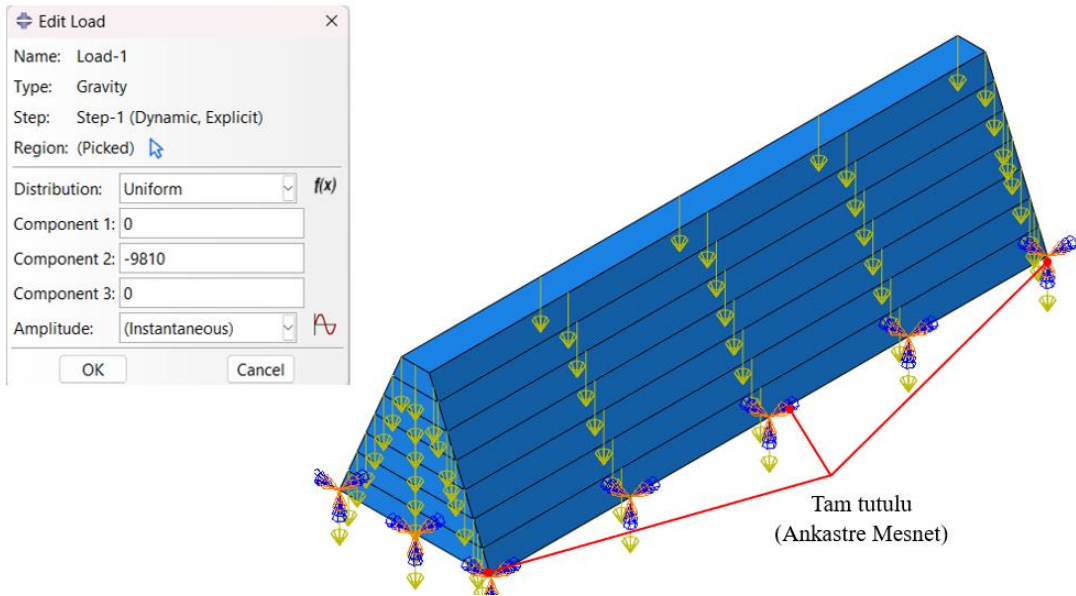 Edit Load
Name: Load-1
Type: Gravity
Step: Step-1 (Dynamic, Explicit)
Region: (Picked)
Distribution: Uniform f(x)
Component 1: 0
Component 2: -9810
Component 3: 0
Amplitude: (Instantaneous)
OK Cancel
Tam tutulu
(Ankastre Mesnet)